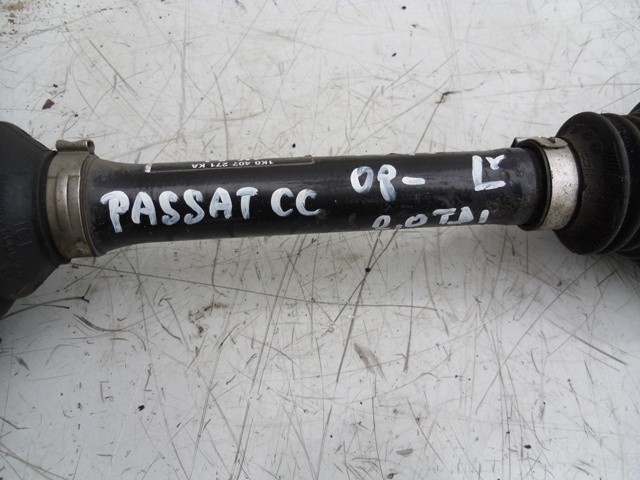 1K0 407 271 KA
PASSAT CC 08- L
2.0 TDI